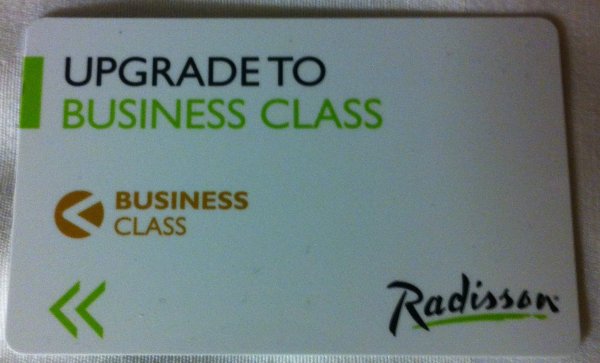 UPGRADE TO
BUSINESS CLASS
BUSINESS
CLASS
Radisson